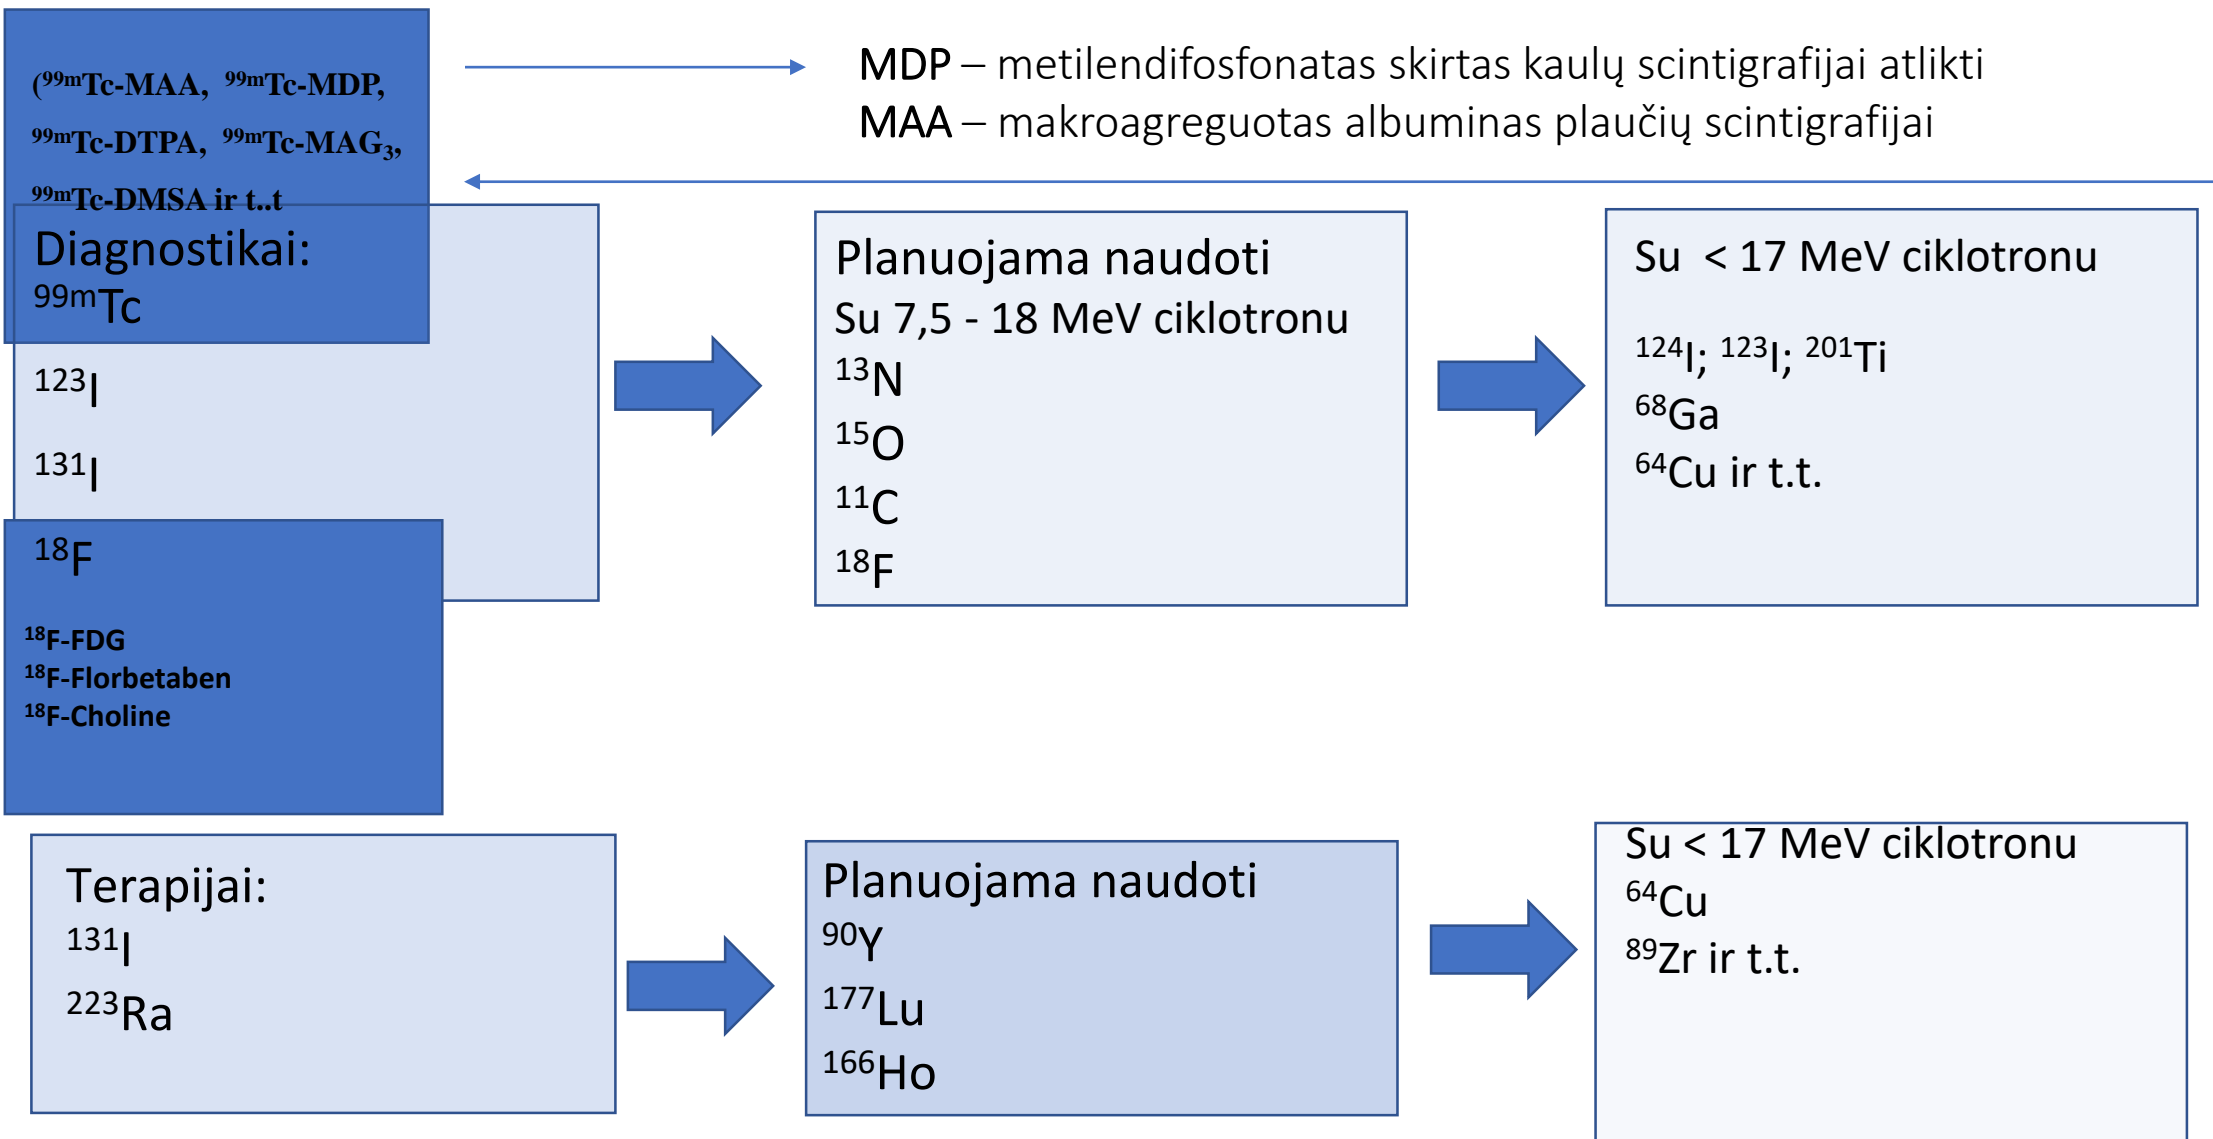 (⁹⁹ᵐTc-MAA, ⁹⁹ᵐTc-MDP,
⁹⁹ᵐTc-DTPA, ⁹⁹ᵐTc-MAG₃,
⁹⁹ᵐTc-DMSA ir t..t
MDP – metilendifosfonatas skirtas kaulų scintigrafijai atlikti
MAA – makroagreguotas albuminas plaučių scintigrafijai
Diagnostikai:
⁹⁹ᵐTc
¹²³I
¹³¹I
¹⁸F
¹⁸F-FDG
¹⁸F-Florbetaben
¹⁸F-Choline
Planuojama naudoti
Su 7,5 - 18 MeV ciklotronu
¹³N
¹⁵O
¹¹C
¹⁸F
Su < 17 MeV ciklotronu
¹²⁴I; ¹²³I; ²⁰¹Ti
⁶⁸Ga
⁶⁴Cu ir t.t.
Terapijai:
¹³¹I
²²³Ra
Planuojama naudoti
⁹⁰Y
¹⁷⁷Lu
¹⁶⁶Ho
Su < 17 MeV ciklotronu
⁶⁴Cu
⁸⁹Zr ir t.t.